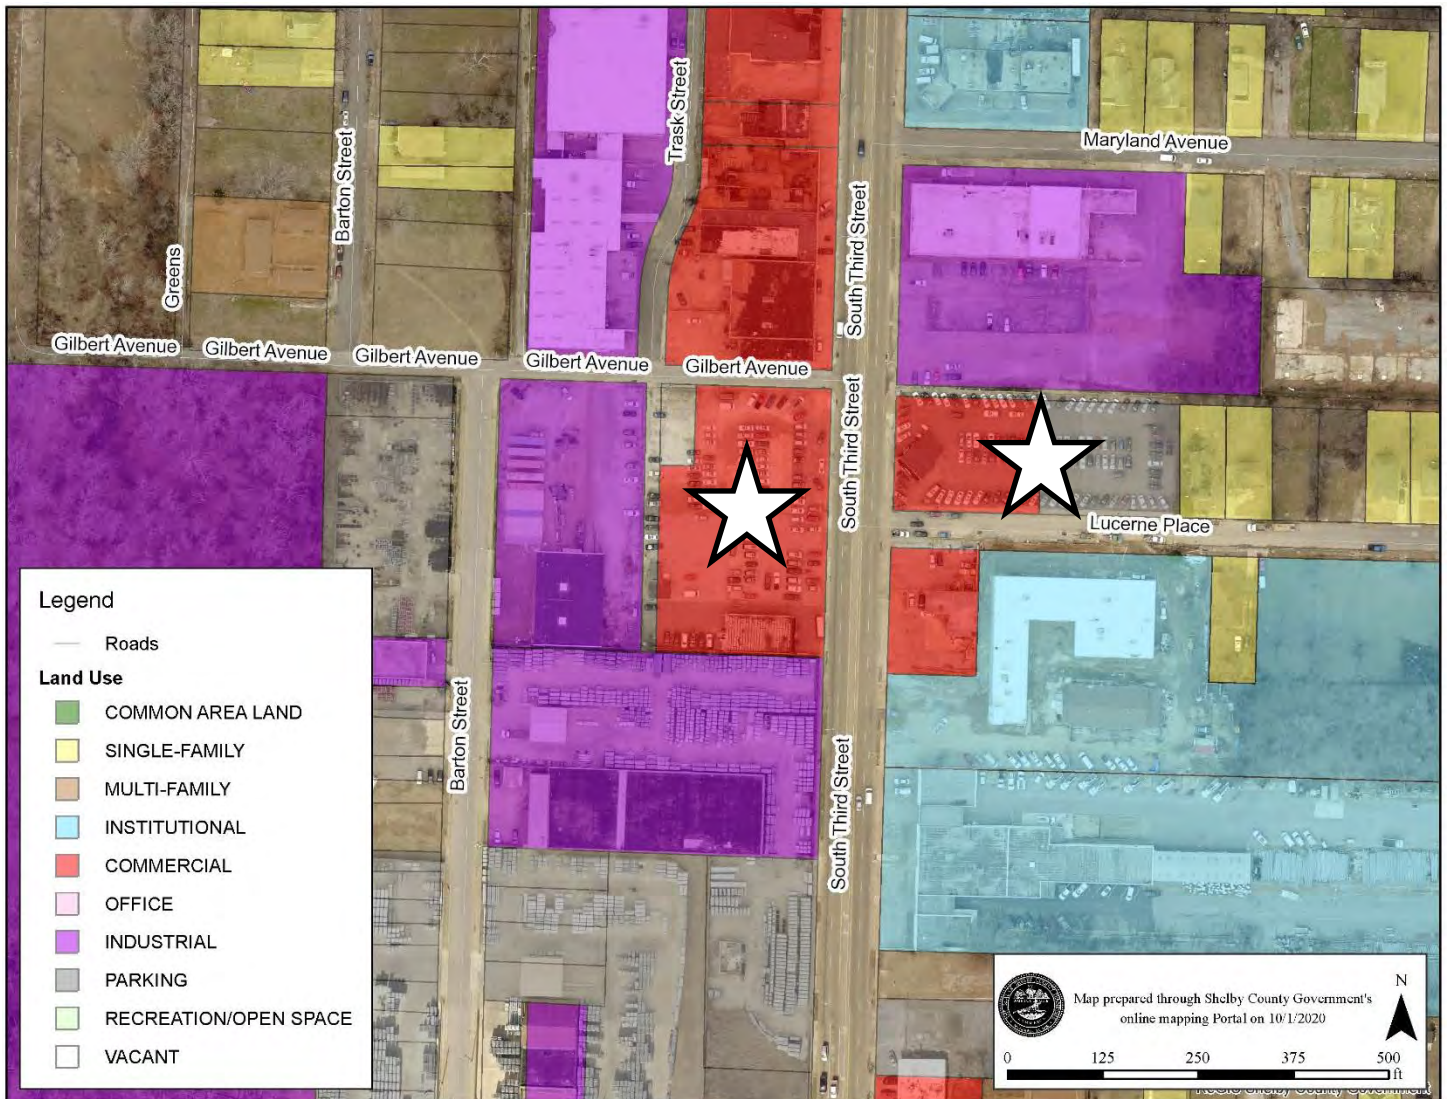 Maryland Avenue
Trask Street
Barton Street
Greens
South Third Street
Gilbert Avenue
Gilbert Avenue
Gilbert Avenue
Gilbert Avenue
Gilbert Avenue
South Third Street
Lucerne Place
Barton Street
South Third Street
Legend
Roads
Land Use
COMMON AREA LAND
SINGLE-FAMILY
MULTI-FAMILY
INSTITUTIONAL
COMMERCIAL
OFFICE
INDUSTRIAL
PARKING
RECREATION/OPEN SPACE
VACANT
Map prepared through Shelby County Government's
online mapping Portal on 10/1/2020
N
0 125 250 375 500
ft